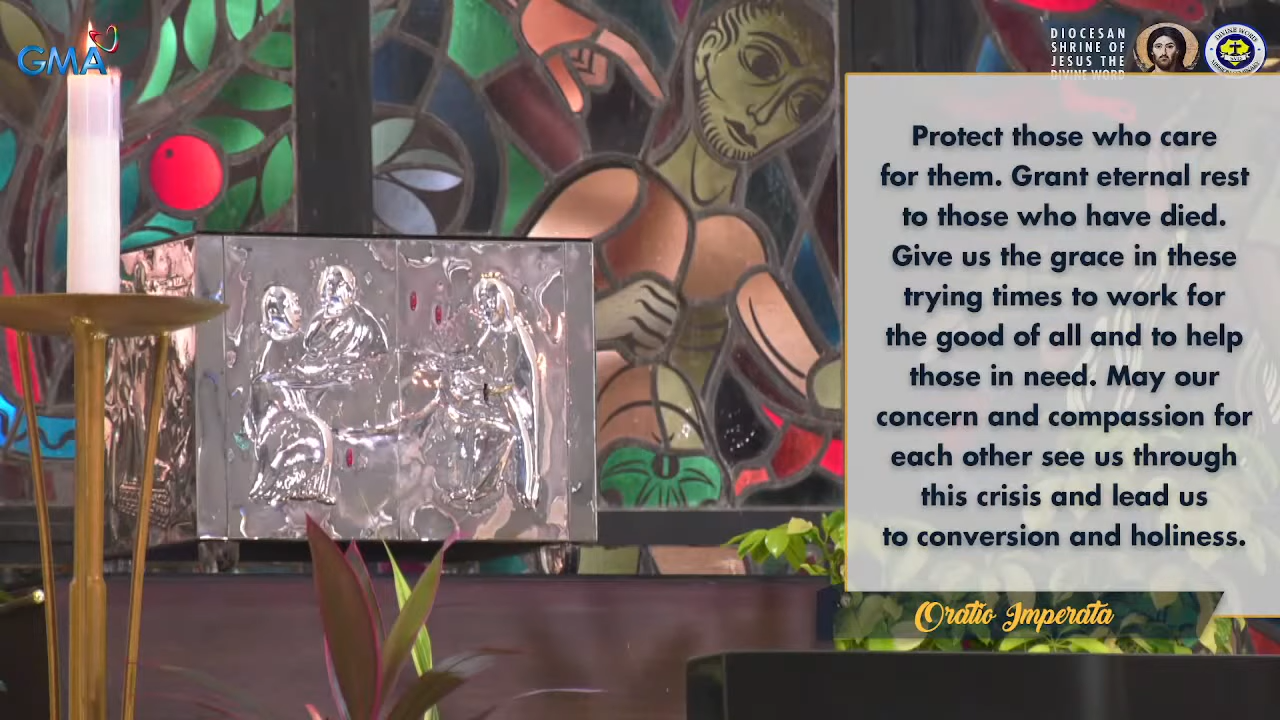 GMA
DIOCESAN
SHRINE OF
JESUS THE
DIVINE WORD
Protect those who care
for them. Grant eternal rest
to those who have died.
Give us the grace in these
trying times to work for
the good of all and to help
those in need. May our
concern and compassion for
each other see us through
this crisis and lead us
to conversion and holiness.
Oratio Imperata